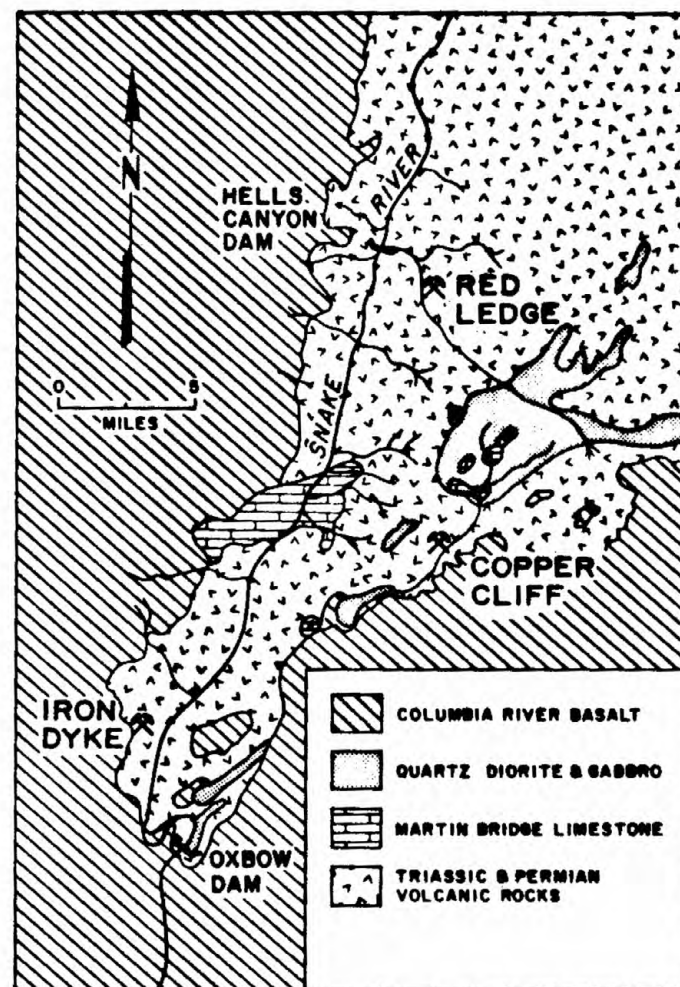 N
HELLS
CANYON
DAM
RIVER
RED
LEDGE
0 5
MILES
SNAKE
COPPER
CLIFF
IRON
DYKE
OXBOW
DAM
COLUMBIA RIVER BASALT
QUARTZ DIORITE & GABBRO
MARTIN BRIDGE LIMESTONE
TRIASSIC & PERMIAN
VOLCANIC ROCKS